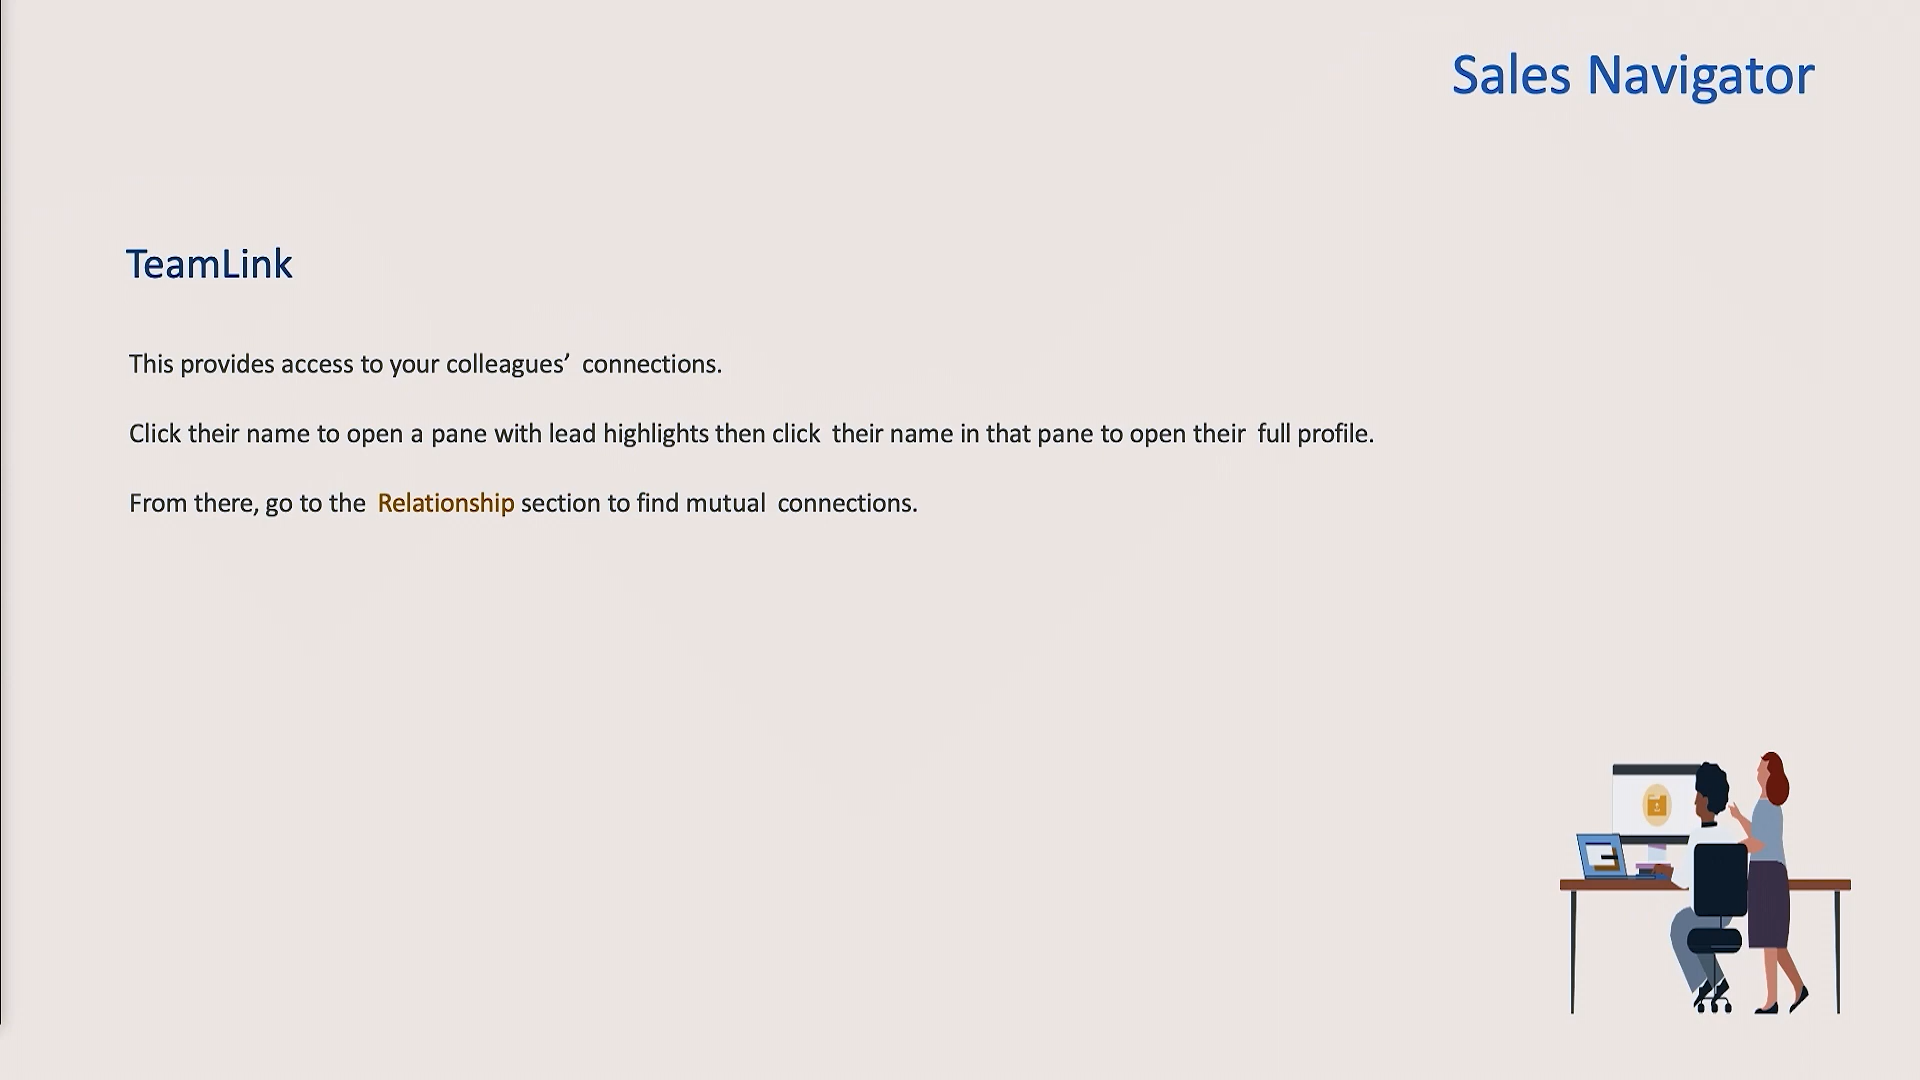 Sales Navigator
TeamLink
This provides access to your colleagues’ connections.
Click their name to open a pane with lead highlights then click their name in that pane to open their full profile.
From there, go to the Relationship section to find mutual connections.